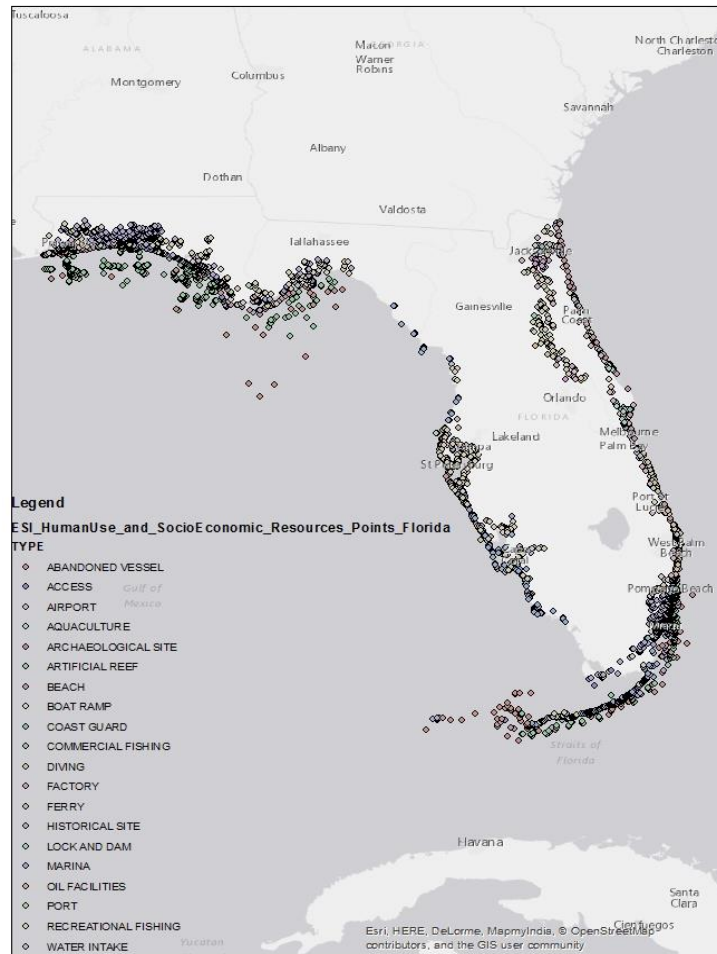 Tuscaloosa
ALABAMA
Montgomery
Columbus
Macon
GEORGIA
Warner
Robins
North Charleston
Charleston
Savannah
Albany
Dothan
Valdosta
Tallahassee
Gainesville
Palm
Coast
Orlando
FLORIDA
Lakeland
Melbourne
Palm Bay
Port St
West Palm
Beach
Pompano Beach
Legend
ESI_HumanUse_and_SocioEconomic_Resources_Points_Florida
TYPE
ABANDONED VESSEL
ACCESS
Gulf of
Mexico
AIRPORT
AQUACULTURE
ARCHAEOLOGICAL SITE
ARTIFICIAL REEF
BEACH
BOAT RAMP
COAST GUARD
COMMERCIAL FISHING
DIVING
FACTORY
FERRY
HISTORICAL SITE
LOCK AND DAM
MARINA
OIL FACILITIES
PORT
RECREATIONAL FISHING
WATER INTAKE
Yucatan
Straits of
Florida
Havana
Santa
Clara
Cienfuegos
Esri, HERE, DeLorme, MapmyIndia, © OpenStreetMap
contributors, and the GIS user community